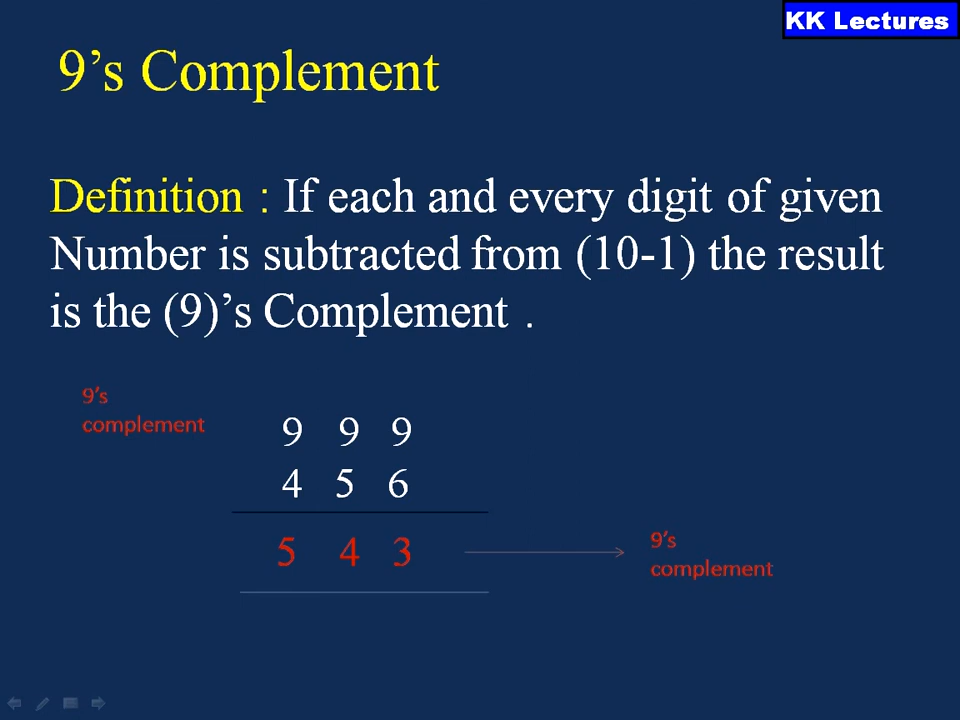 KK Lectures
9’s Complement
Definition : If each and every digit of given
Number is subtracted from (10-1) the result
is the (9)’s Complement .
9’s
complement
9 9 9
4 5 6
5 4 3
9’s
complement